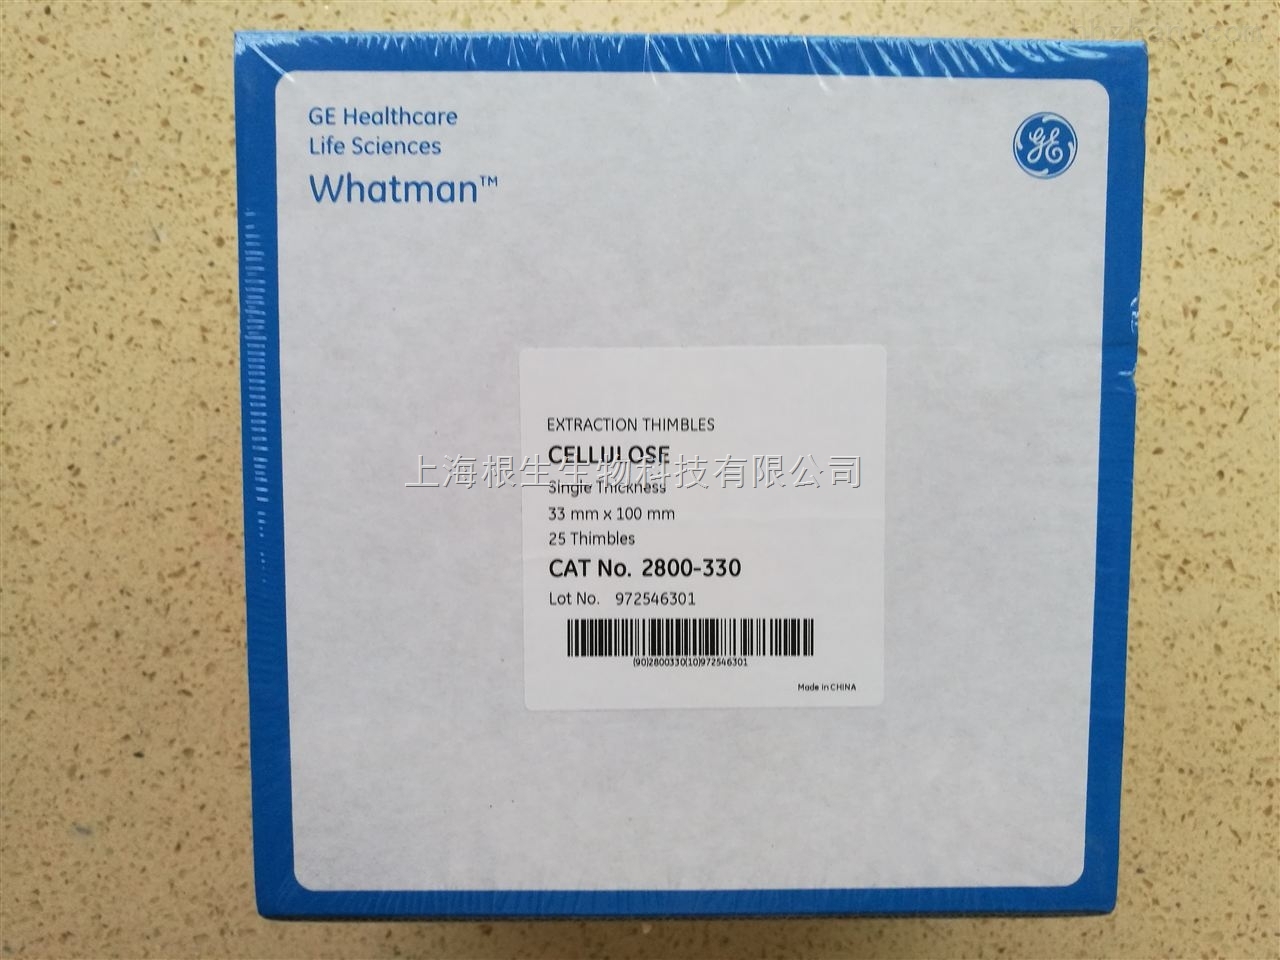 GE Healthcare
Life Sciences
Whatman™
GE
EXTRACTION THIMBLES
CELLULOSE
上海根生生物科技有限公司
Single Thickness
33 mm x 100 mm
25 Thimbles
CAT No. 2800-330
Lot No. 972546301
(90)2800330(10)972546301
Made in CHINA